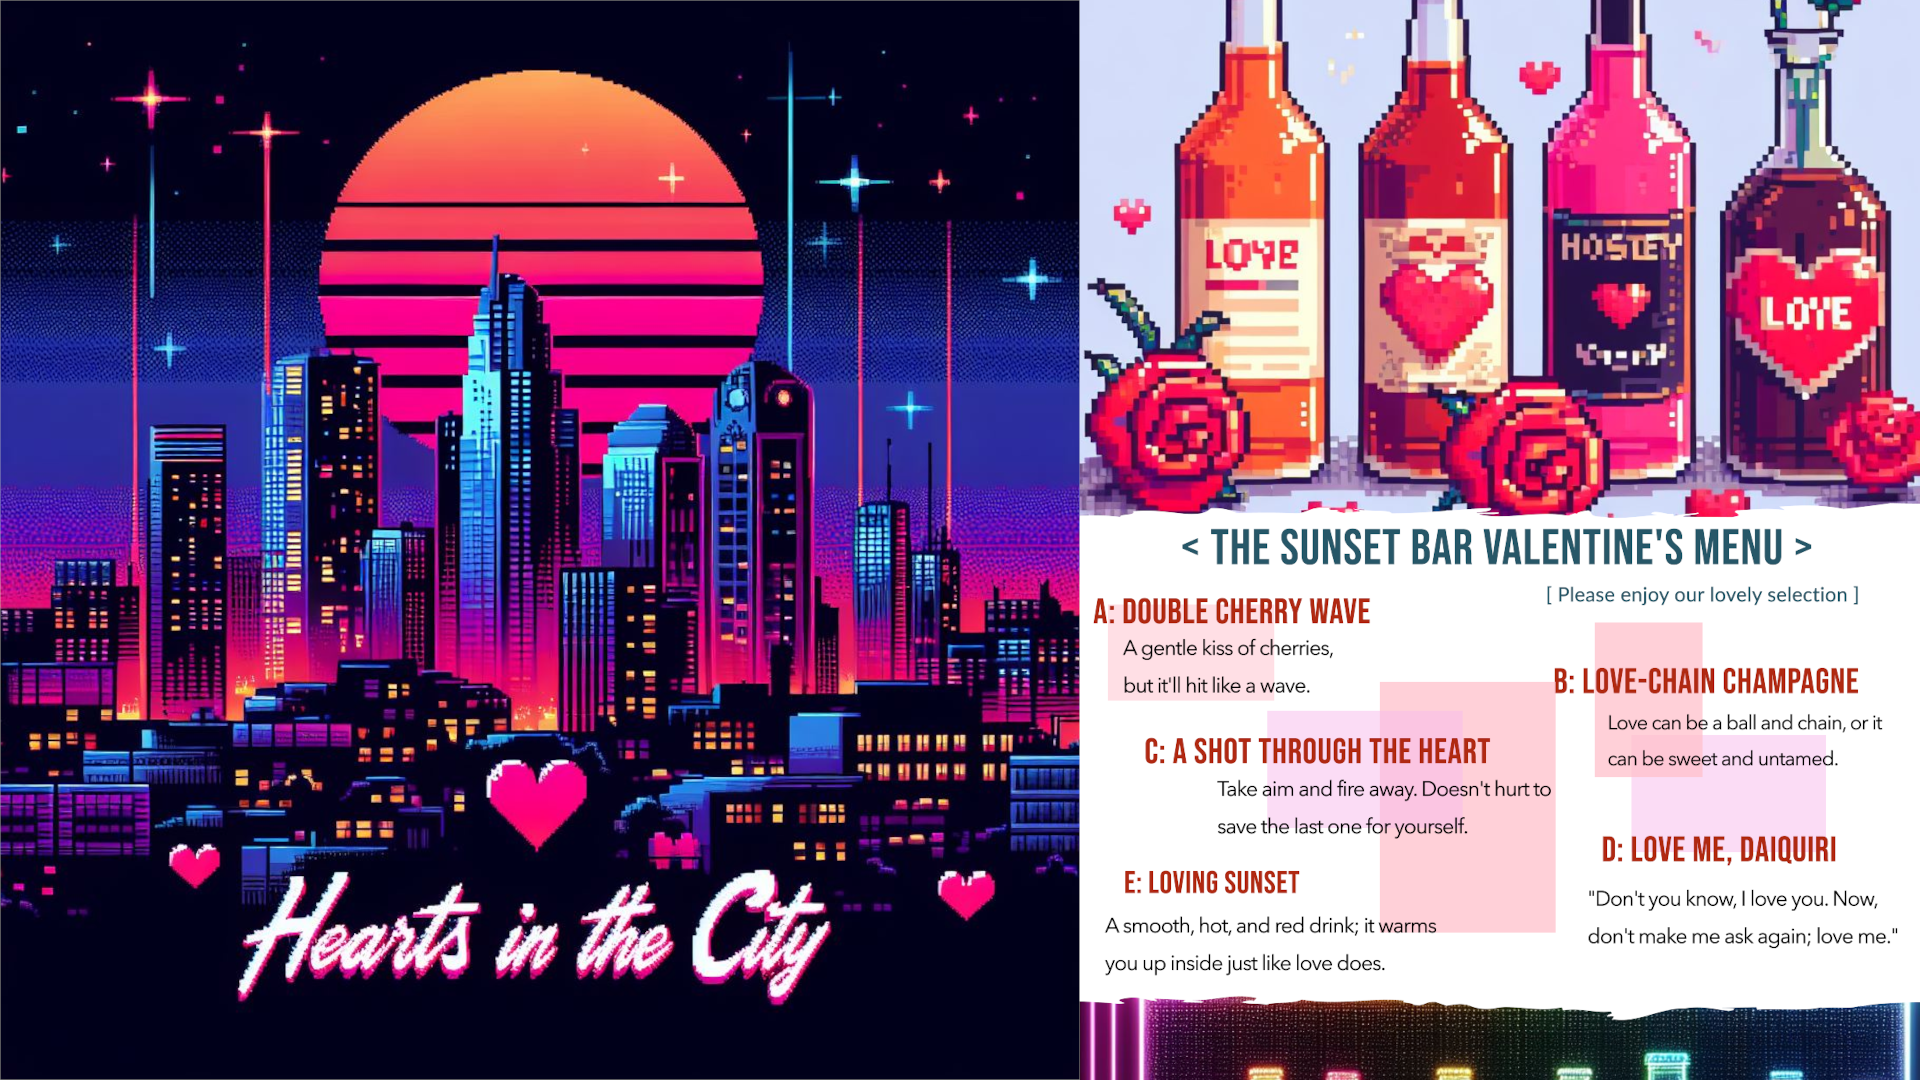 Hearts in the City
LOVE
HOSTEY
LOVE
< THE SUNSET BAR VALENTINE'S MENU >
[ Please enjoy our lovely selection ]
A: DOUBLE CHERRY WAVE
A gentle kiss of cherries,
but it'll hit like a wave.
B: LOVE-CHAIN CHAMPAGNE
Love can be a ball and chain, or it
can be sweet and untamed.
C: A SHOT THROUGH THE HEART
Take aim and fire away. Doesn't hurt to
save the last one for yourself.
D: LOVE ME, DAIQUIRI
"Don't you know, I love you. Now,
don't make me ask again; love me."
E: LOVING SUNSET
A smooth, hot, and red drink; it warms
you up inside just like love does.